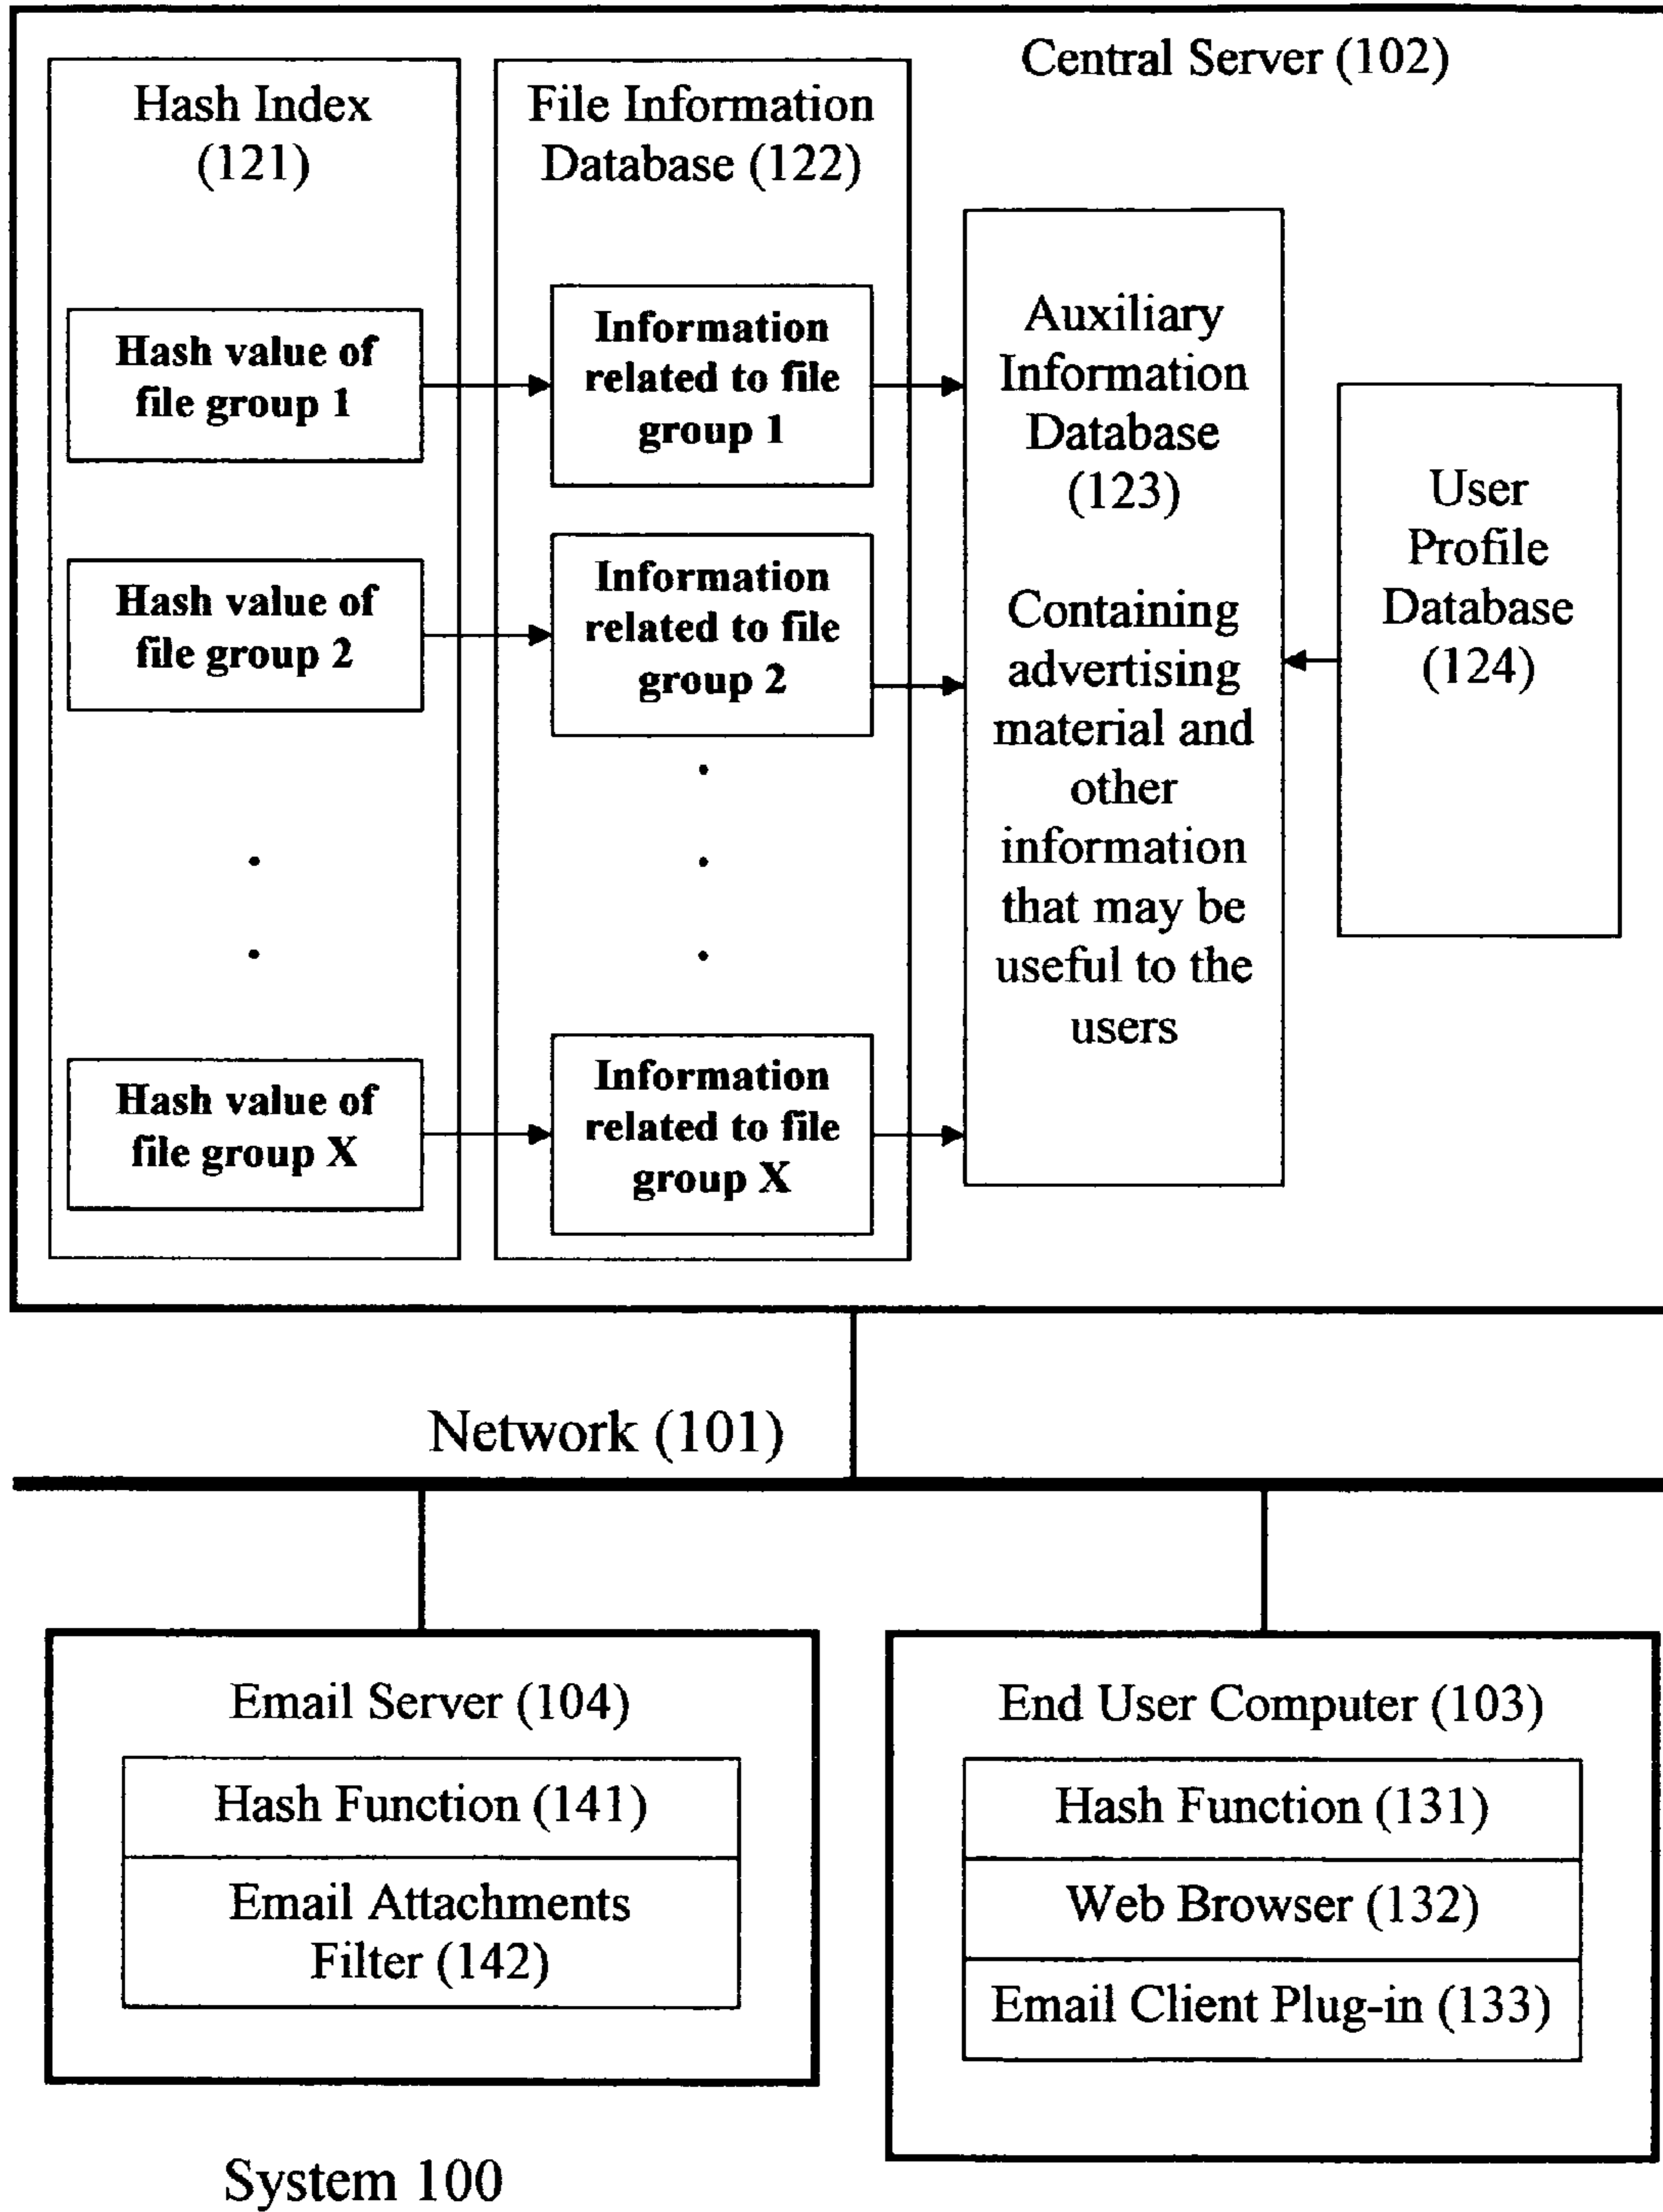 Central Server (102)
Hash Index
(121)
Hash value of
file group 1
Hash value of
file group 2
Hash value of
file group X
File Information
Database (122)
Information
related to file
group 1
Information
related to file
group 2
Information
related to file
group X
Auxiliary
Information
Database
(123)
Containing
advertising
material and
other
information
that may be
useful to the
users
User
Profile
Database
(124)
Network (101)
Email Server (104)
Hash Function (141)
Email Attachments
Filter (142)
End User Computer (103)
Hash Function (131)
Web Browser (132)
Email Client Plug-in (133)
System 100